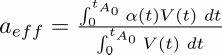 a_{eff} = \frac{\int_0^{t_{A_0}} \alpha(t)V(t) \ dt}{\int_0^{t_{A_0}} V(t) \ dt}